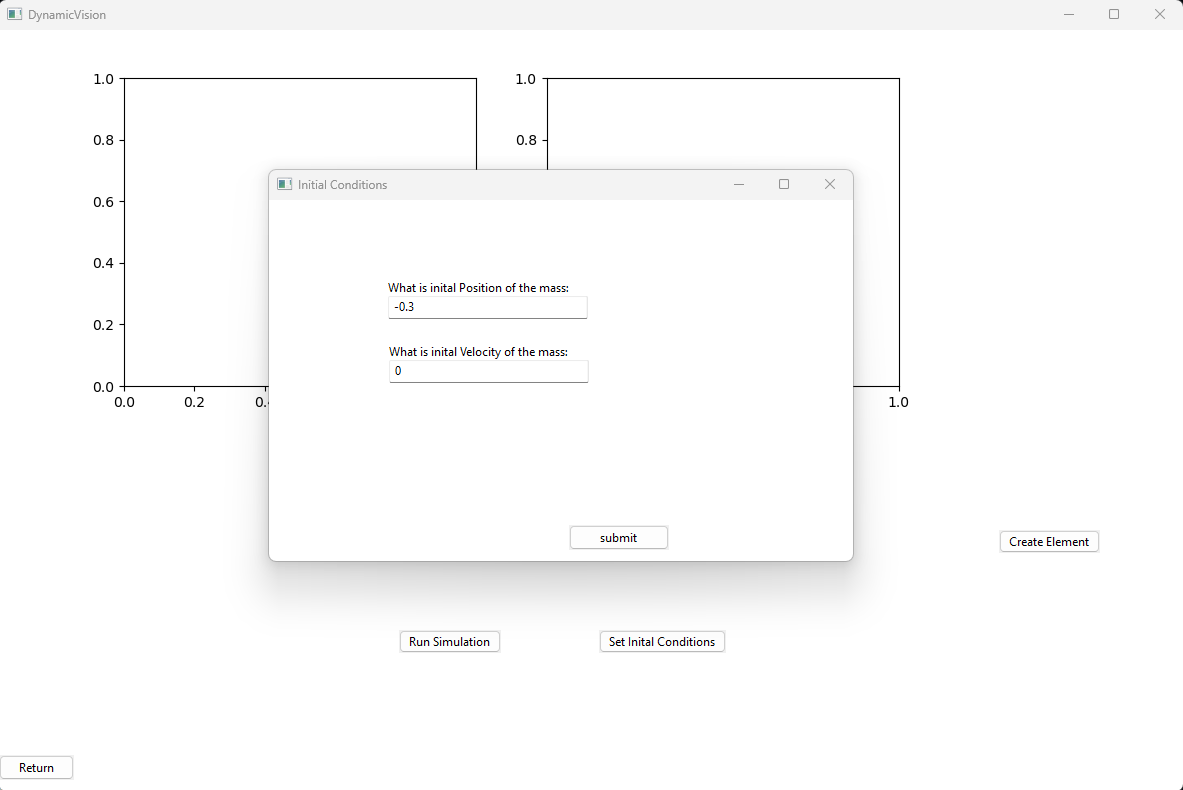 DynamicVision
1.0
0.8
0.6
0.4
0.2
0.0
0.0 0.2
1.0
0.8
1.0
Initial Conditions
What is inital Position of the mass:
-0.3
What is inital Velocity of the mass:
0
submit
Create Element
Run Simulation
Set Inital Conditions
Return